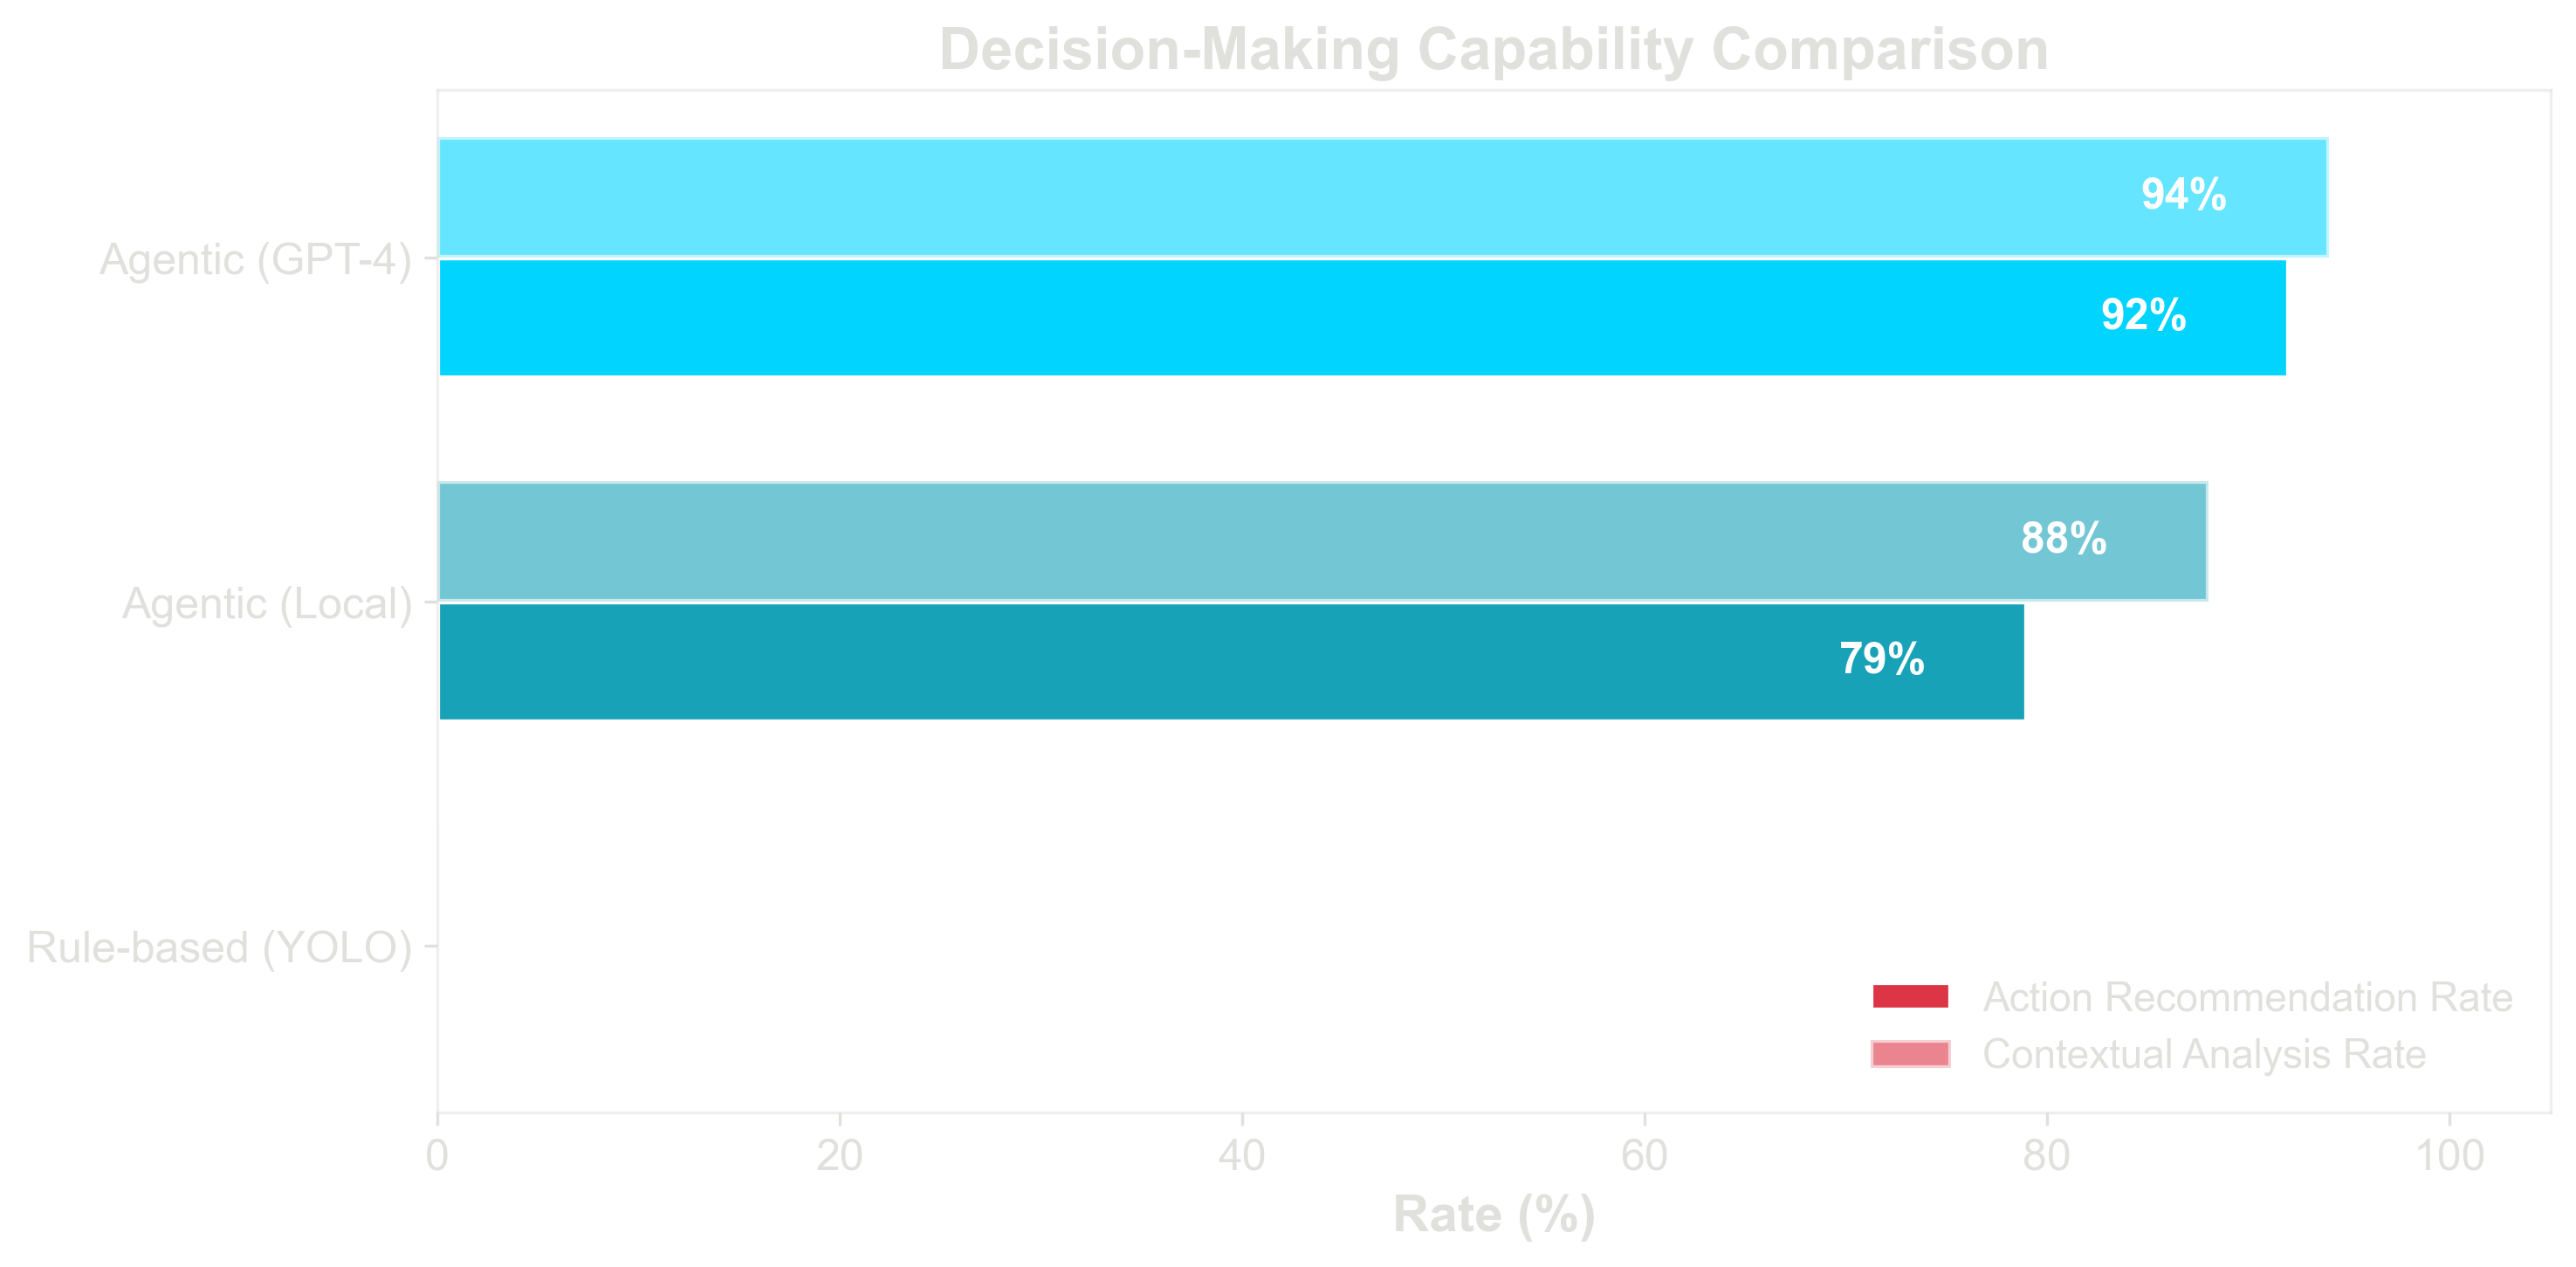 Decision-Making Capability Comparison
Agentic (GPT-4)
94%
92%
Agentic (Local)
88%
79%
Rule-based (YOLO)
Action Recommendation Rate
Contextual Analysis Rate
0 20 40 60 80 100
Rate (%)